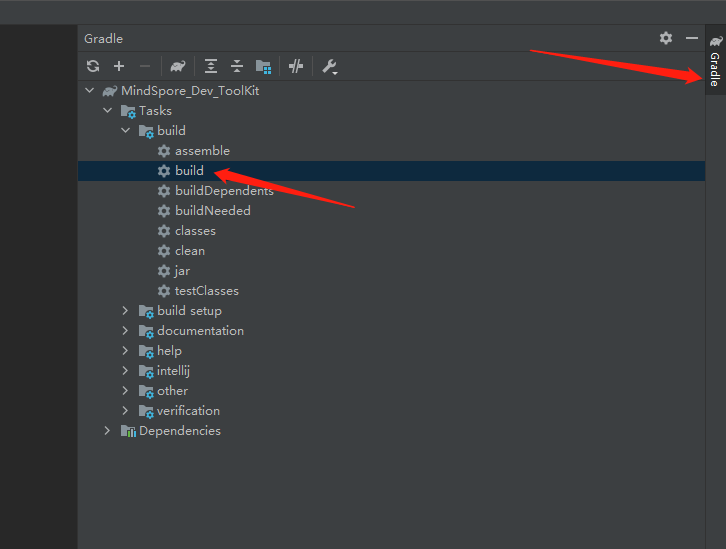 Gradle
Gradle
MindSpore_Dev_ToolKit
Tasks
build
assemble
build
buildDependents
buildNeeded
classes
clean
jar
testClasses
build setup
documentation
help
intellij
other
verification
Dependencies